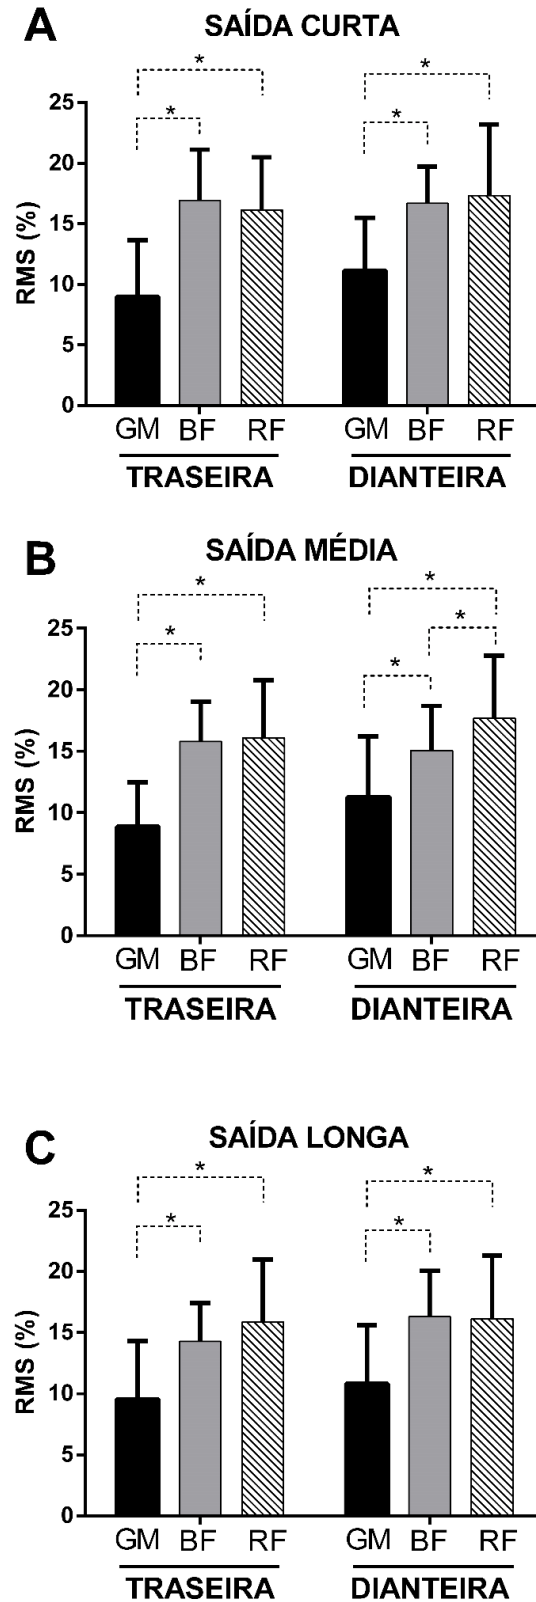 A SAÍDA CURTA
* *
* *
25
20
15
10
5
0
RMS (%)
GM BF RF GM BF RF
TRASEIRA DIANTEIRA
B SAÍDA MÉDIA
* *
* * *
25
20
15
10
5
0
RMS (%)
GM BF RF GM BF RF
TRASEIRA DIANTEIRA
C SAÍDA LONGA
* *
* *
25
20
15
10
5
0
RMS (%)
GM BF RF GM BF RF
TRASEIRA DIANTEIRA